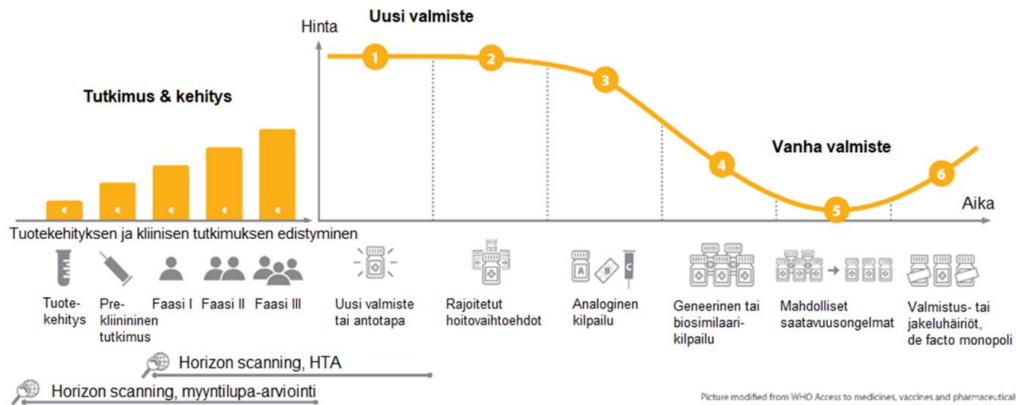 Hinta
Uusi valmiste
1
2
3
4
5
6
Tutkimus & kehitys
Vanha valmiste
Aika
€ € € € €
Tuotekehityksen ja kliinisen tutkimuksen edistyminen
A B C
Tuote-
kehitys
Pre-
kliinininen
tutkimus
Faasi I
Faasi II
Faasi III
Uusi valmiste
tai antotapa
Rajoitetut
hoitovaihtoehdot
Analoginen
kilpailu
Geneerinen tai
biosimilaari-
kilpailu
Mahdolliset
saatavuusongelmat
Valmistus- tai
jakeluhäiriöt,
de facto monopoli
Horizon scanning, HTA
Horizon scanning, myyntilupa-arviointi
Picture modified from WHO Access to medicines, vaccines and pharmaceutical